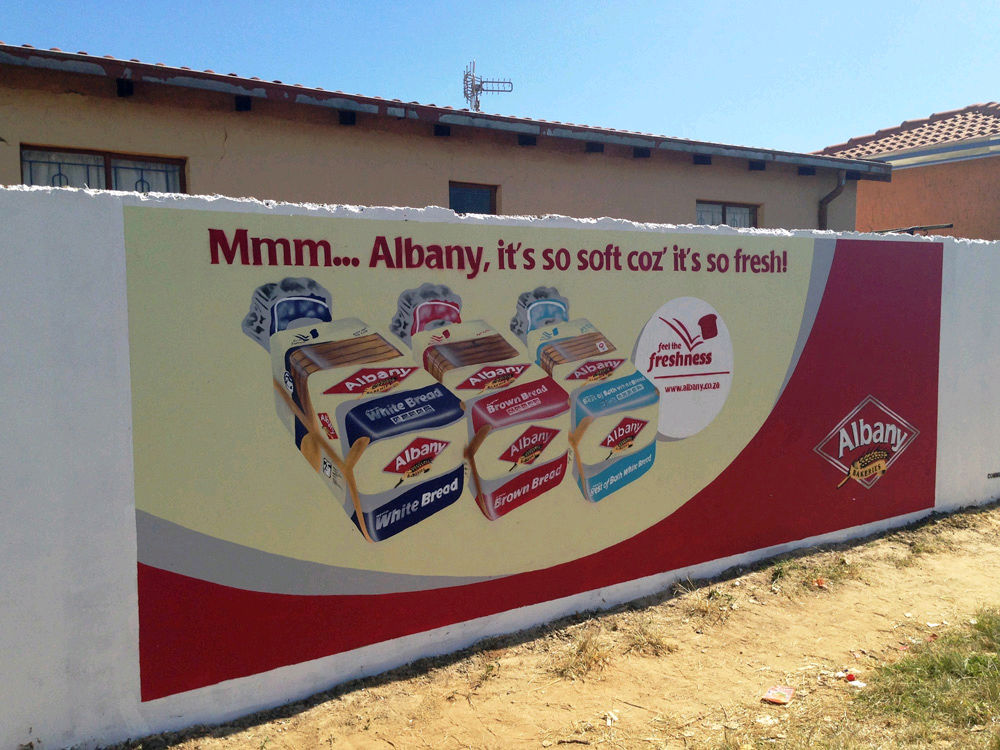 Mmm... Albany, it's so soft coz' it's so fresh!
feel the
freshness
www.albany.co.za
Albany
White Bread
Albany
White Bread
Albany
Brown Bread
Albany
Brown Bread
Albany
Best of Both White Bread
Albany
Best of Both White Bread
Albany
BAKERIES